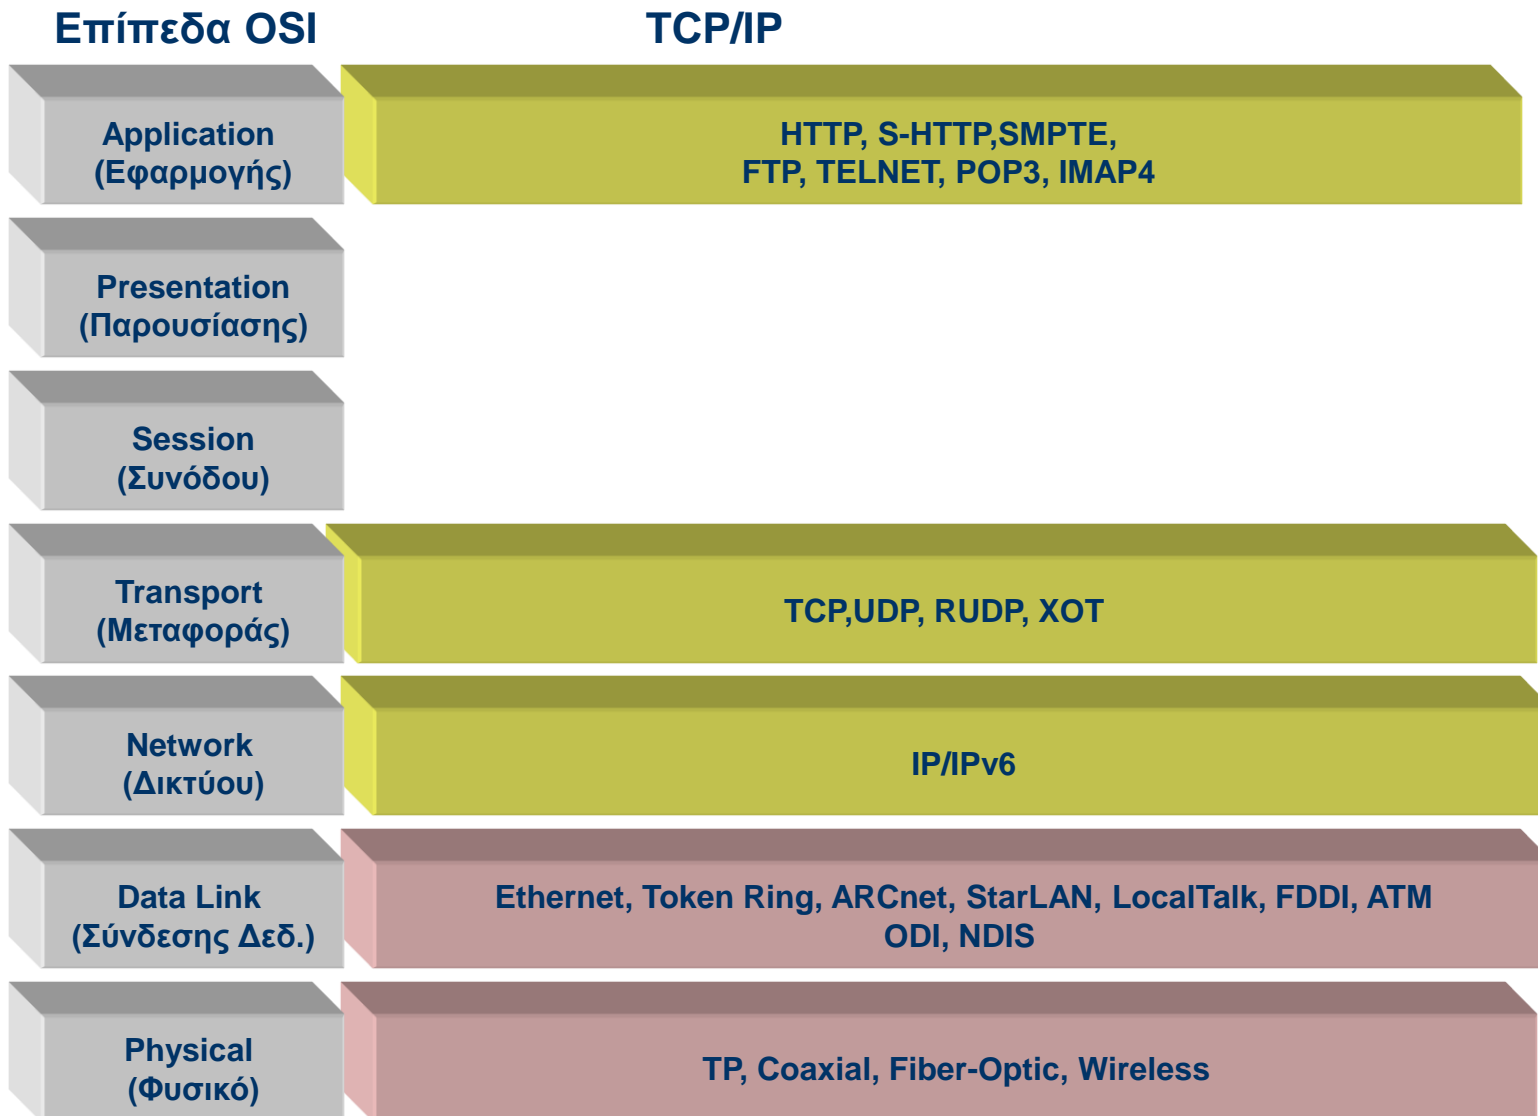 Επίπεδα OSI
TCP/IP
Application
(Εφαρμογής)
HTTP, S-HTTP,SMPTE,
FTP, TELNET, POP3, IMAP4
Presentation
(Παρουσίασης)
Session
(Συνόδου)
Transport
(Μεταφοράς)
TCP,UDP, RUDP, XOT
Network
(Δικτύου)
IP/IPv6
Data Link
(Σύνδεσης Δεδ.)
Ethernet, Token Ring, ARCnet, StarLAN, LocalTalk, FDDI, ATM
ODI, NDIS
Physical
(Φυσικό)
TP, Coaxial, Fiber-Optic, Wireless